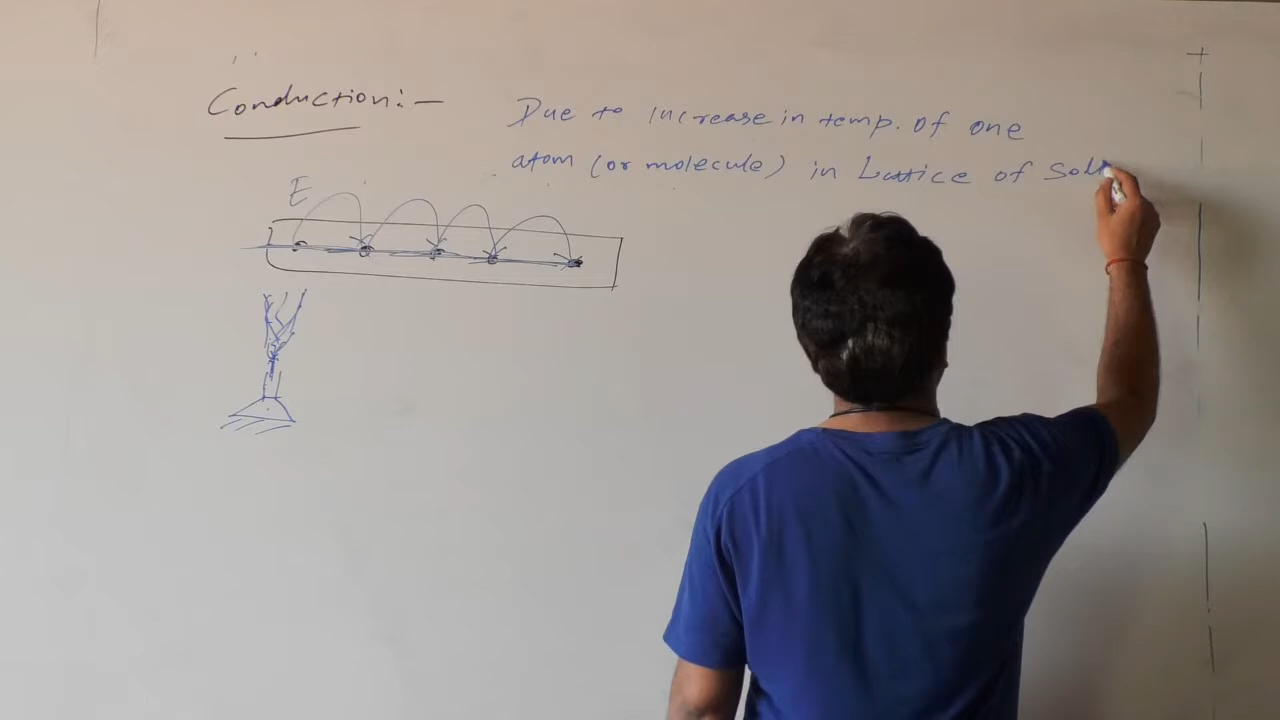 Conduction:-
Due to increase in temp. of one
atom (or molecule) in Lattice of Soli
E